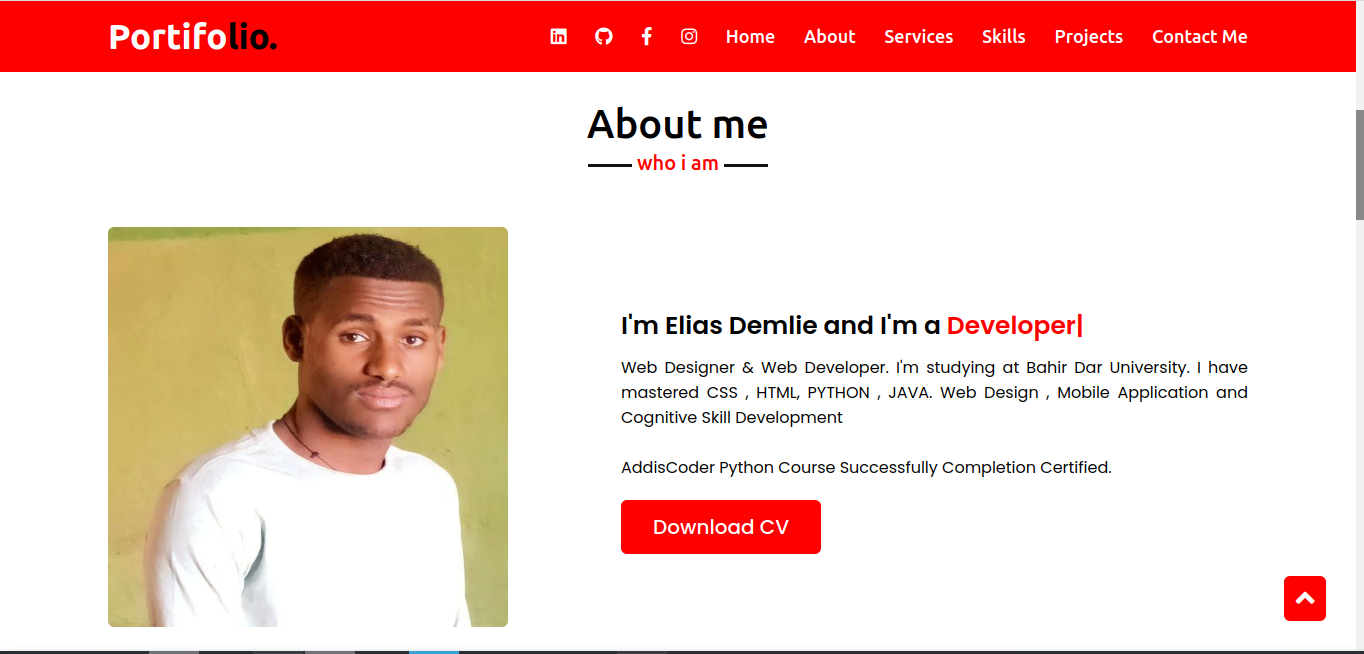 Portifolio.
Home About Services Skills Projects Contact Me
About me
who i am
I'm Elias Demlie and I'm a Developer|
Web Designer & Web Developer. I'm studying at Bahir Dar University. I have
mastered CSS , HTML, PYTHON , JAVA. Web Design , Mobile Application and
Cognitive Skill Development
AddisCoder Python Course Successfully Completion Certified.
Download CV